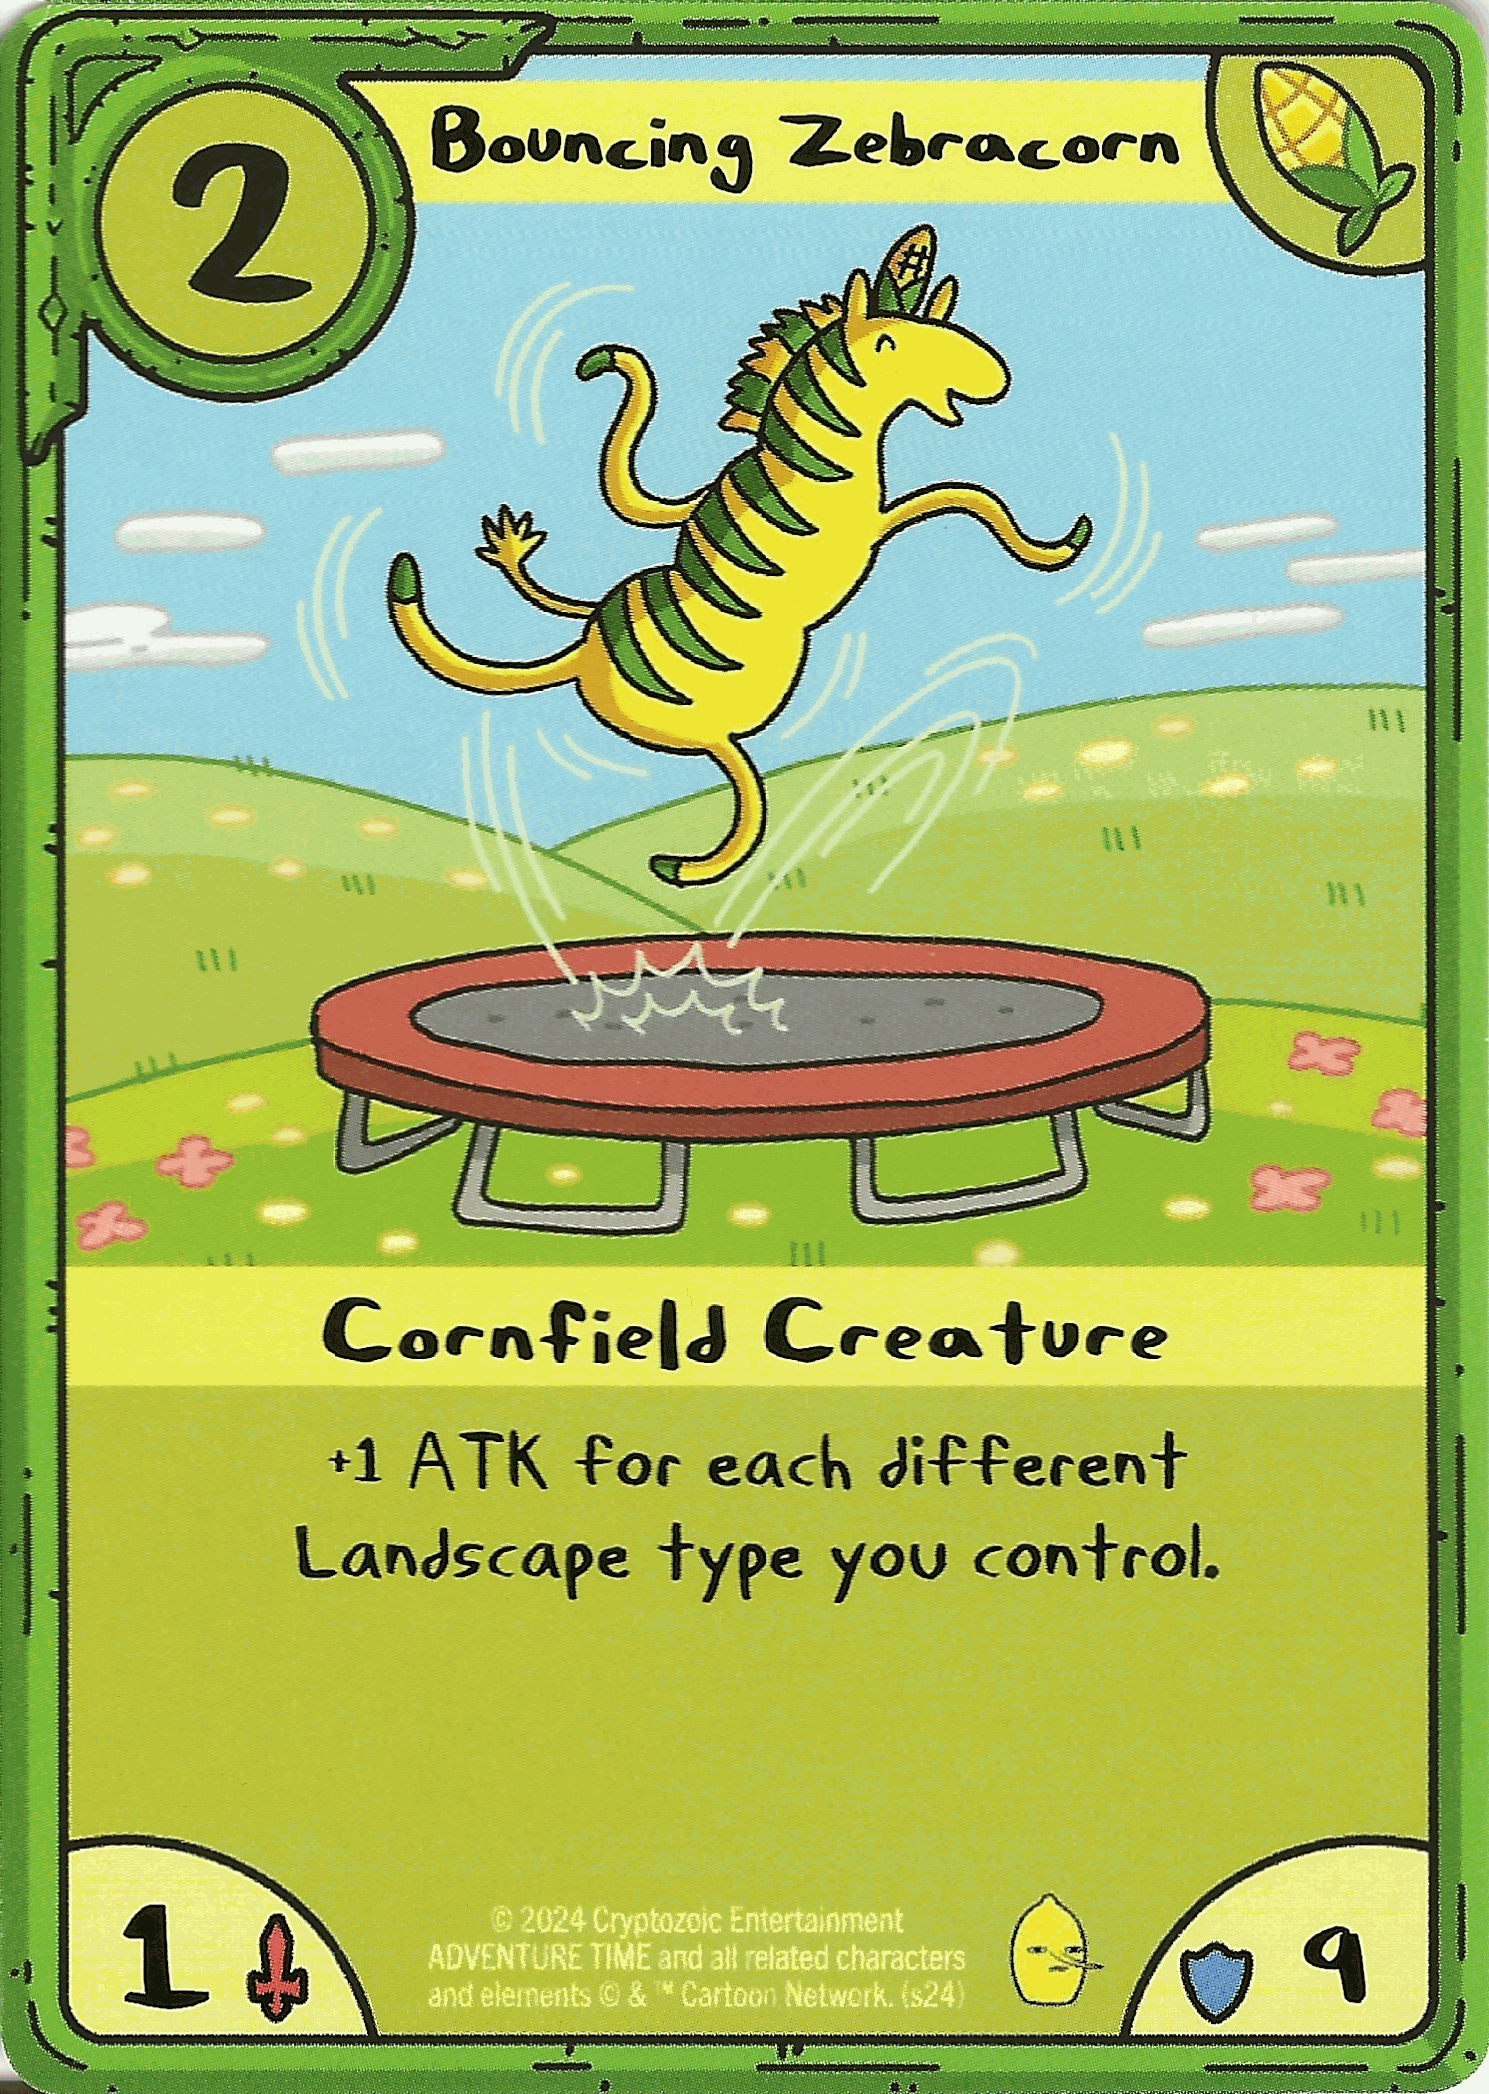 2
Bouncing Zebracorn
Cornfield Creature
+1 ATK for each different
Landscape type you control.
1
© 2024 Cryptozoic Entertainment
ADVENTURE TIME and all related characters
and elements © & ™ Cartoon Network. (s24)
9